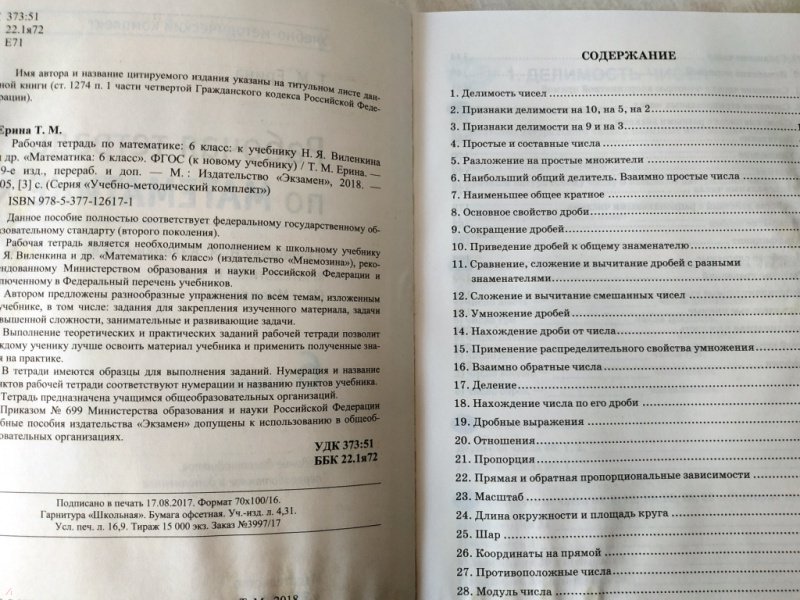 373:51
22.1я72
Е71
Имя автора и название цитируемого издания указаны на титульном листе дан-
ной книги (ст. 1274 п. 1 части четвертой Гражданского кодекса Российской Феде-
рации).
Ерина Т. М.
Рабочая тетрадь по математике: 6 класс: к учебнику Н. Я. Виленкина
и др. «Математика: 6 класс». ФГОС (к новому учебнику) / Т. М. Ерина. —
9-е изд., перераб. и доп. — М. : Издательство «Экзамен», 2018. —
05, [3] с. (Серия «Учебно-методический комплект»)
ISBN 978-5-377-12617-1
Данное пособие полностью соответствует федеральному государственному об-
зовательному стандарту (второго поколения).
Рабочая тетрадь является необходимым дополнением к школьному учебнику
Я. Виленкина и др. «Математика: 6 класс» (издательство «Мнемозина»), реко-
ендованному Министерством образования и науки Российской Федерации и
люченному в Федеральный перечень учебников.
Автором предложены разнообразные упражнения по всем темам, изложенным
учебнике, в том числе: задания для закрепления изученного материала, задачи
вышенной сложности, занимательные и развивающие задачи.
Выполнение теоретических и практических заданий рабочей тетради позволит
ждому ученику лучше освоить материал учебника и применить полученные зна-
я на практике.
В тетради имеются образцы для выполнения заданий. Нумерация и название
нктов рабочей тетради соответствуют нумерации и названию пунктов учебника.
Тетрадь предназначена учащимся общеобразовательных организаций.
Приказом № 699 Министерства образования и науки Российской Федерации
бные пособия издательства «Экзамен» допущены к использованию в общеоб-
овательных организациях.
УДК 373:51
ББК 22.1я72
Подписано в печать 17.08.2017. Формат 70х100/16.
Гарнитура «Школьная». Бумага офсетная. Уч.-изд. л. 4,31.
Усл. печ. л. 16,9. Тираж 15 000 экз. Заказ №3997/17
СОДЕРЖАНИЕ
1. Делимость чисел
2. Признаки делимости на 10, на 5, на 2
3. Признаки делимости на 9 и на 3
4. Простые и составные числа
5. Разложение на простые множители
6. Наибольший общий делитель. Взаимно простые числа
7. Наименьшее общее кратное
8. Основное свойство дроби
9. Сокращение дробей
10. Приведение дробей к общему знаменателю
11. Сравнение, сложение и вычитание дробей с разными
знаменателями
12. Сложение и вычитание смешанных чисел
13. Умножение дробей
14. Нахождение дроби от числа
15. Применение распределительного свойства умножения
16. Взаимно обратные числа
17. Деление
18. Нахождение числа по его дроби
19. Дробные выражения
20. Отношения
21. Пропорция
22. Прямая и обратная пропорциональные зависимости
23. Масштаб
24. Длина окружности и площадь круга
25. Шар
26. Координаты на прямой
27. Противоположные числа
28. Модуль числа